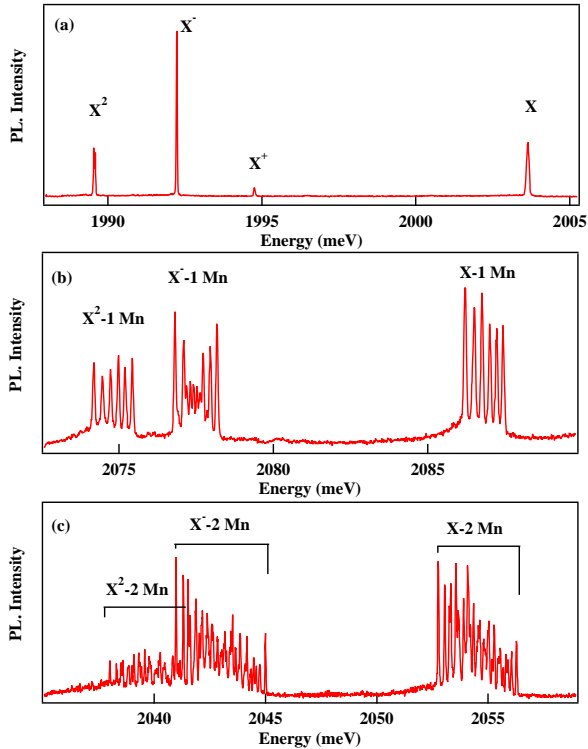 (a)
X⁻
X²
X⁺
X
PL. Intensity
1990 1995 2000 2005
Energy (meV)
(b)
X⁻-1 Mn
X-1 Mn
X²-1 Mn
PL. Intensity
2075 2080 2085
Energy (meV)
(c)
X⁻-2 Mn
X-2 Mn
X²-2 Mn
PL. Intensity
2040 2045 2050 2055
Energy (meV)